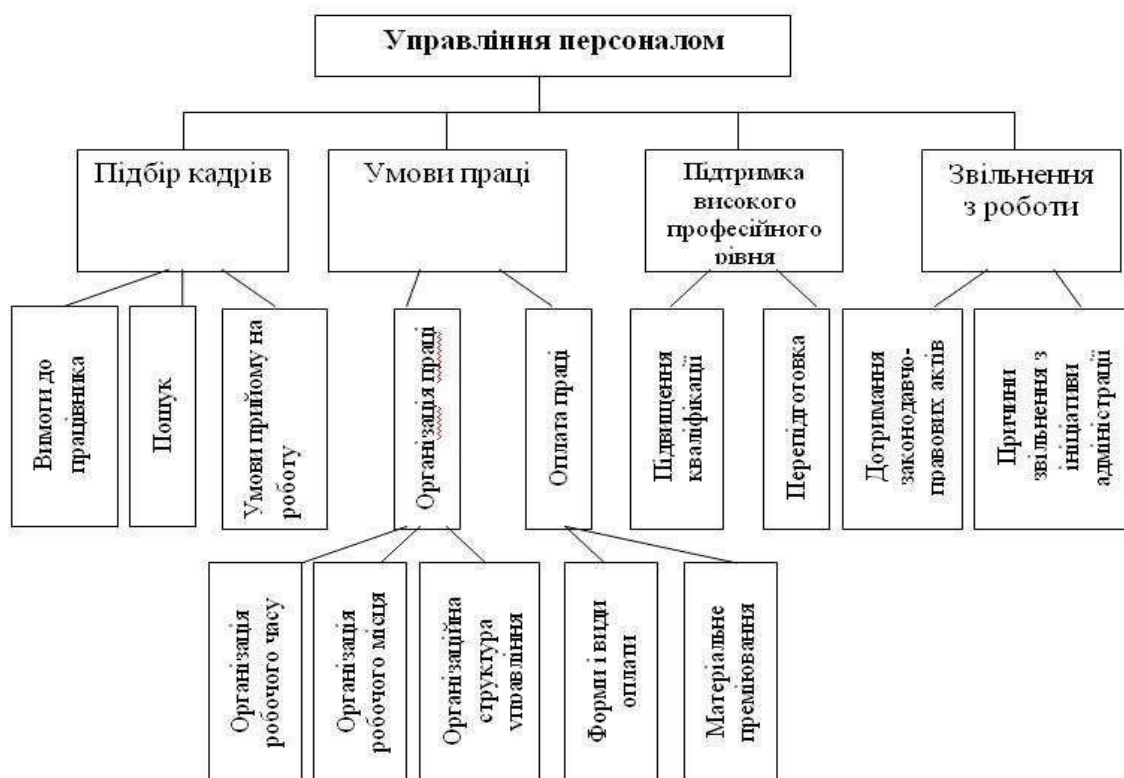 Управління персоналом
Підбір кадрів
Умови праці
Підтримка
високого
професійного
рівня
Звільнення
з роботи
Вимоги до
працівника
Пошук
Умови прийому на
роботу
Організація праці
Оплата праці
Підвищення
кваліфікації
Перепідготовка
Дотримання
законодавчо-
правових актів
Причини
звільнення з
ініціативи
адміністрації
Організація
робочого часу
Організація
робочого місця
Організаційна
структура
управління
Форми і види
оплати
Матеріальне
преміювання